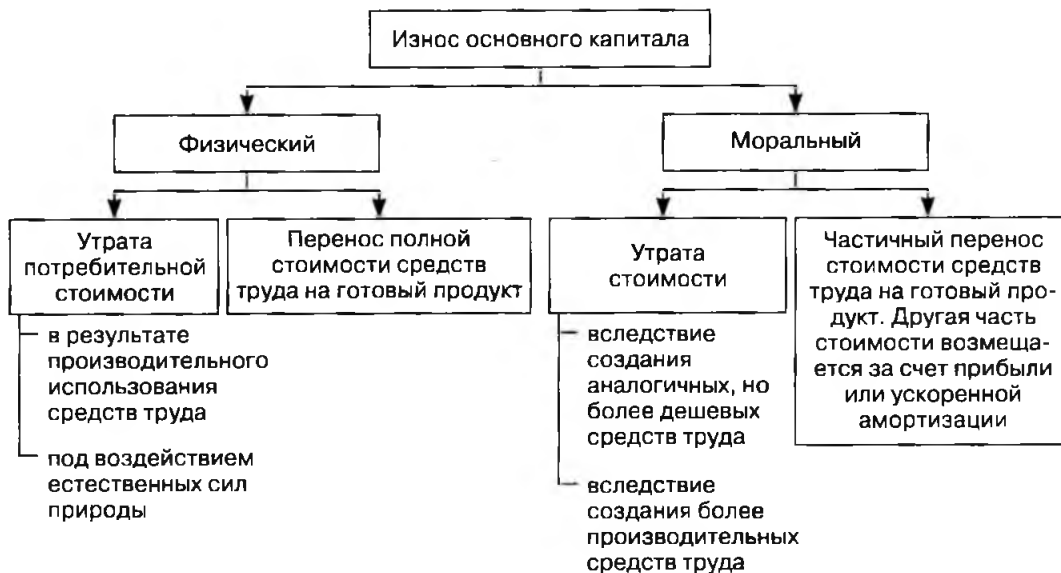 Износ основного капитала
Физический
Моральный
Утрата
потребительной
стоимости
Перенос полной
стоимости средств
труда на готовый продукт
Утрата
стоимости
Частичный перенос
стоимости средств
труда на готовый про-
дукт. Другая часть
стоимости возмеща-
ется за счет прибыли
или ускоренной
амортизации
в результате
производительного
использования
средств труда
под воздействием
естественных сил
природы
вследствие
создания
аналогичных, но
более дешевых
средств труда
вследствие
создания более
производительных
средств труда